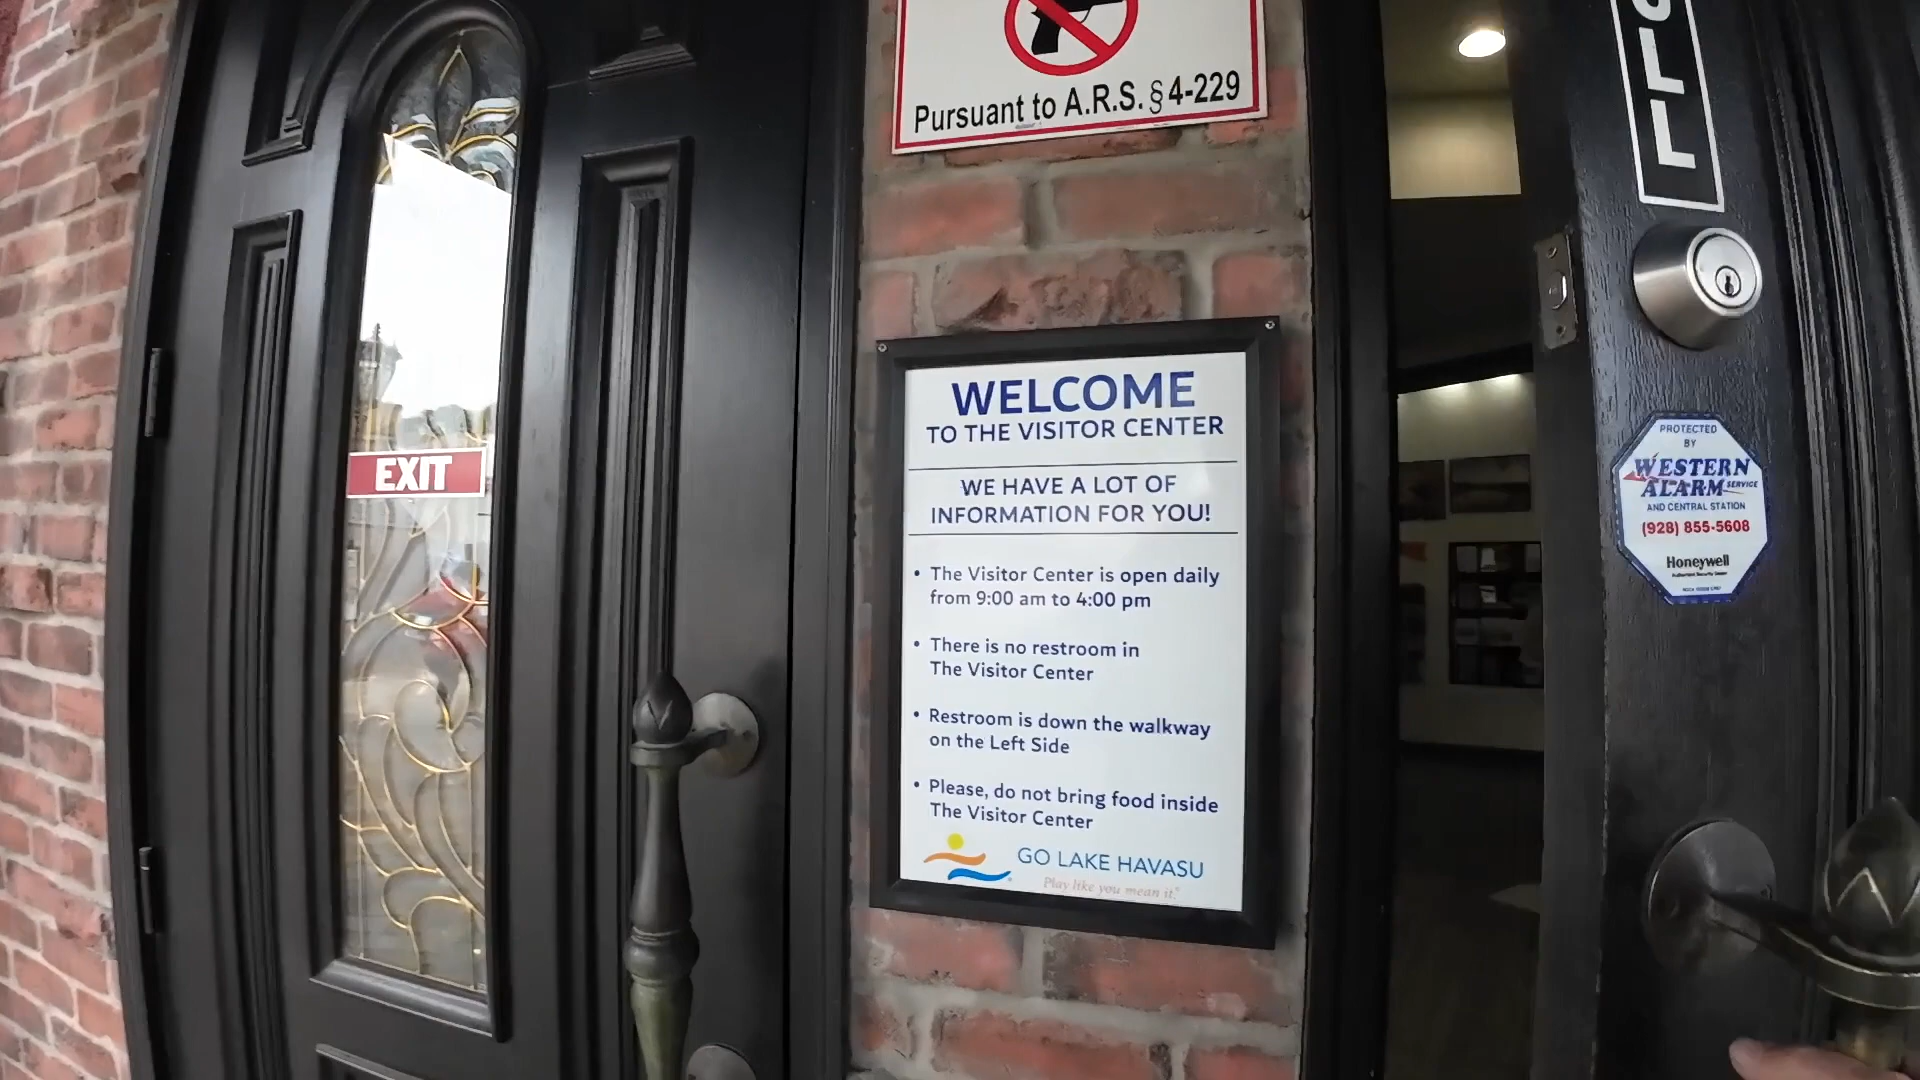 Pursuant to A.R.S. § 4-229
EXIT
WELCOME
TO THE VISITOR CENTER
WE HAVE A LOT OF
INFORMATION FOR YOU!
• The Visitor Center is open daily
from 9:00 am to 4:00 pm
• There is no restroom in
The Visitor Center
• Restroom is down the walkway
on the Left Side
• Please, do not bring food inside
The Visitor Center
GO LAKE HAVASU
Play like you mean it.
PROTECTED
BY
WESTERN
ALARM SERVICE
AND CENTRAL STATION
(928) 855-5608
Honeywell